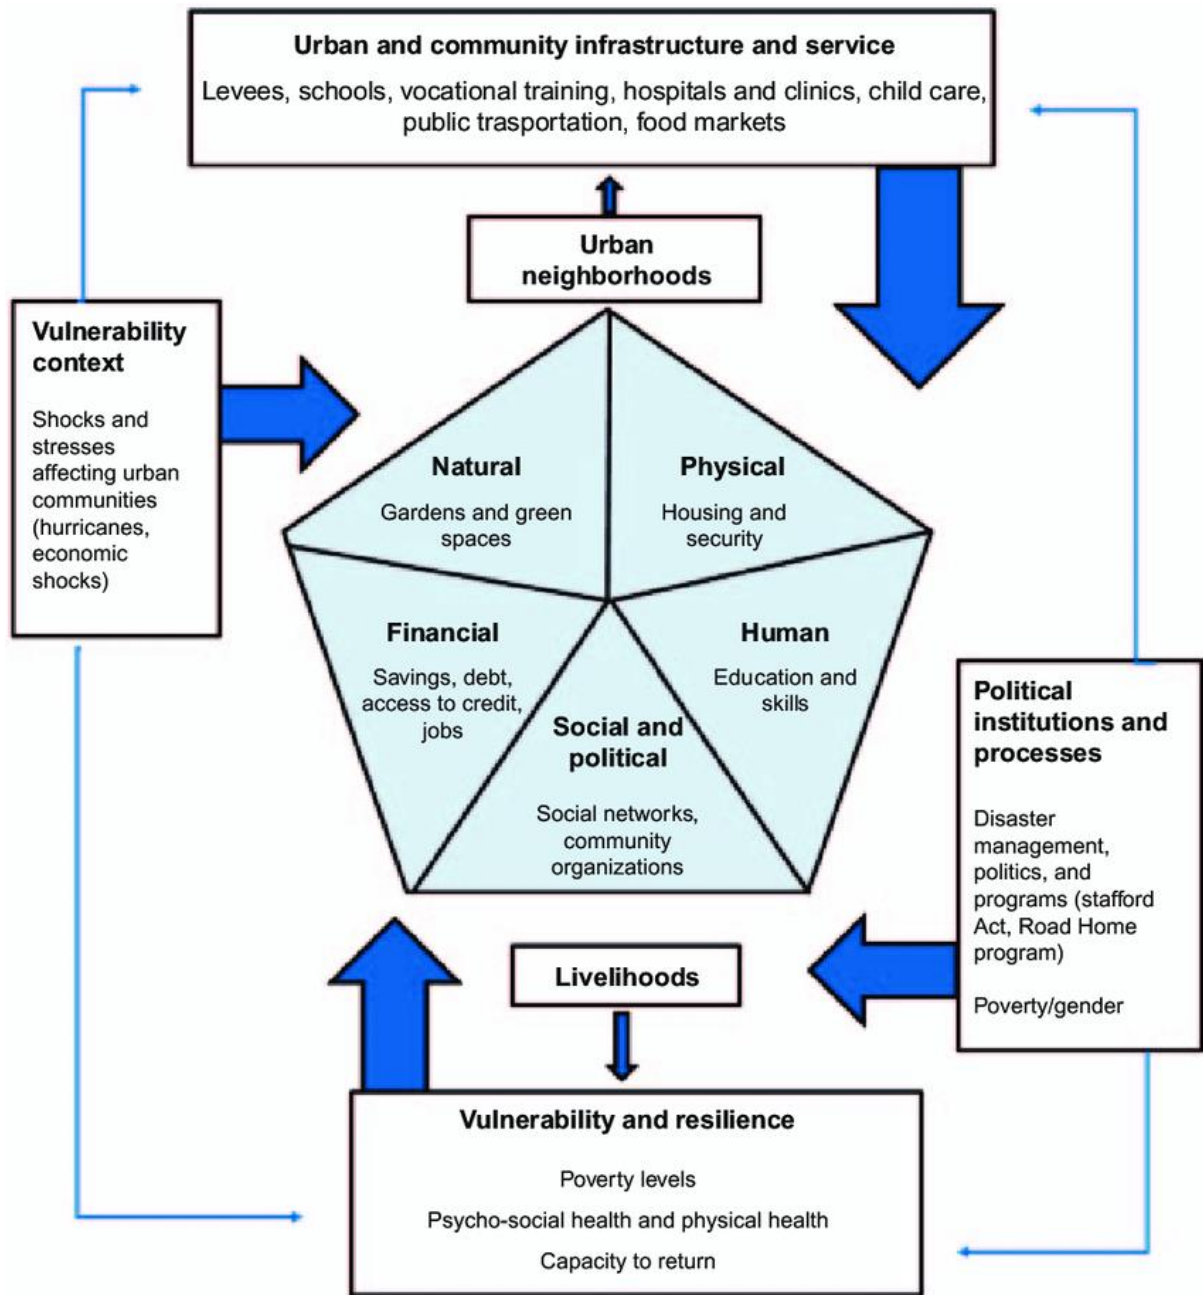 Urban and community infrastructure and service
Levees, schools, vocational training, hospitals and clinics, child care,
public trasportation, food markets
Urban
neighborhoods
Vulnerability
context
Shocks and
stresses
affecting urban
communities
(hurricanes,
economic
shocks)
Natural
Gardens and green
spaces
Physical
Housing and
security
Financial
Savings, debt,
access to credit,
jobs
Human
Education and
skills
Social and
political
Social networks,
community
organizations
Political
institutions and
processes
Disaster
management,
politics, and
programs (stafford
Act, Road Home
program)
Poverty/gender
Livelihoods
Vulnerability and resilience
Poverty levels
Psycho-social health and physical health
Capacity to return